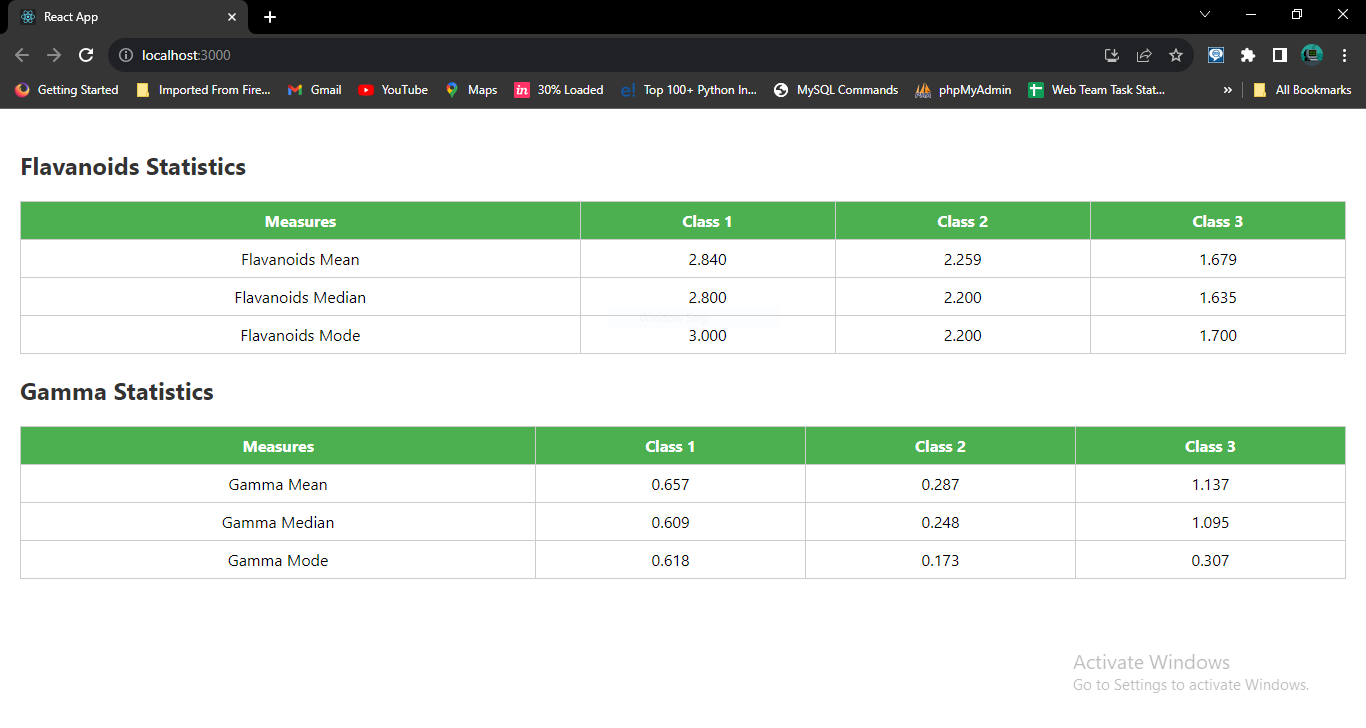 React App
localhost:3000
Getting Started Imported From Fire... Gmail YouTube Maps in 30% Loaded e! Top 100+ Python In... MySQL Commands phpMyAdmin Web Team Task Stat... » All Bookmarks
Flavanoids Statistics
Measures Class 1 Class 2 Class 3
Flavanoids Mean 2.840 2.259 1.679
Flavanoids Median 2.800 2.200 1.635
Flavanoids Mode 3.000 2.200 1.700
Gamma Statistics
Measures Class 1 Class 2 Class 3
Gamma Mean 0.657 0.287 1.137
Gamma Median 0.609 0.248 1.095
Gamma Mode 0.618 0.173 0.307
Activate Windows
Go to Settings to activate Windows.